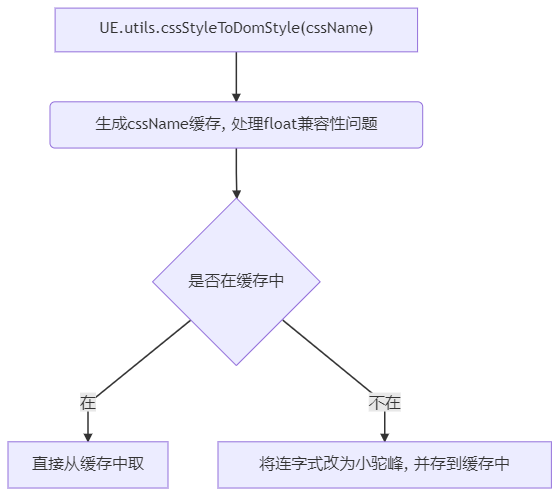 UE.utils.cssStyleToDomStyle(cssName)
生成cssName缓存, 处理float兼容性问题
是否在缓存中
在
不在
直接从缓存中取
将连字式改为小驼峰, 并存到缓存中